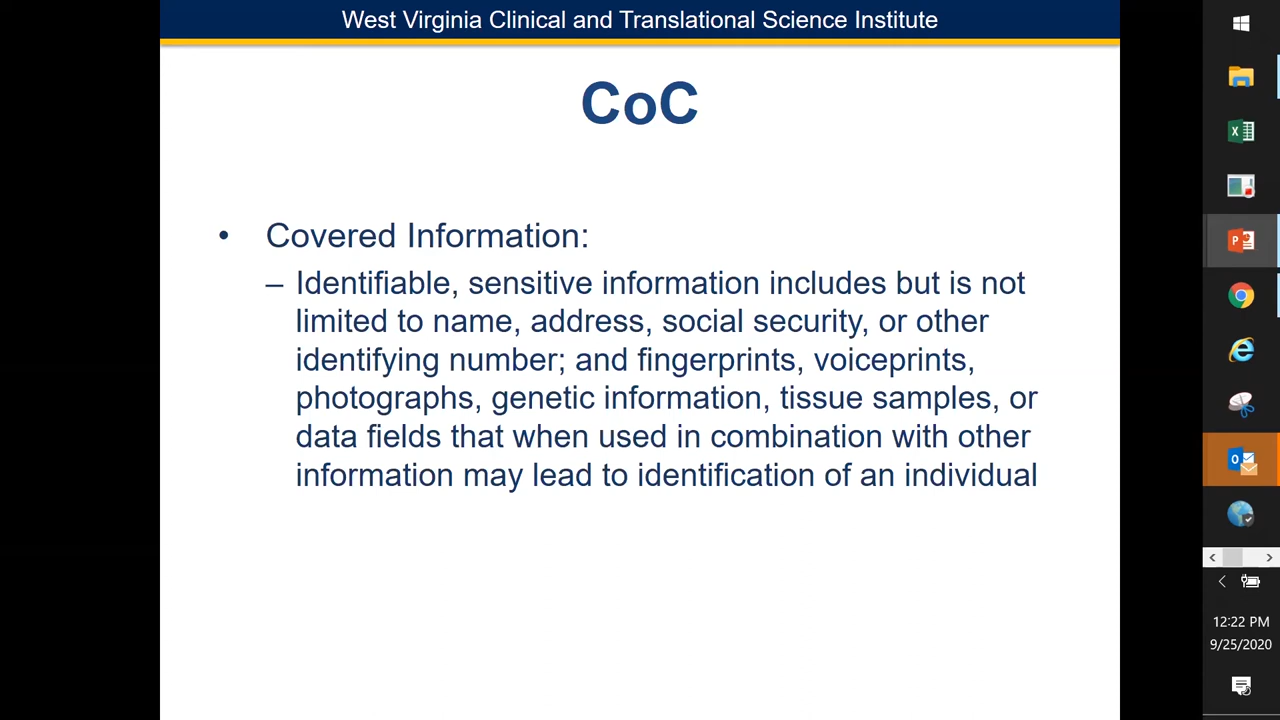 West Virginia Clinical and Translational Science Institute
CoC
• Covered Information:
– Identifiable, sensitive information includes but is not
limited to name, address, social security, or other
identifying number; and fingerprints, voiceprints,
photographs, genetic information, tissue samples, or
data fields that when used in combination with other
information may lead to identification of an individual
12:22 PM
9/25/2020